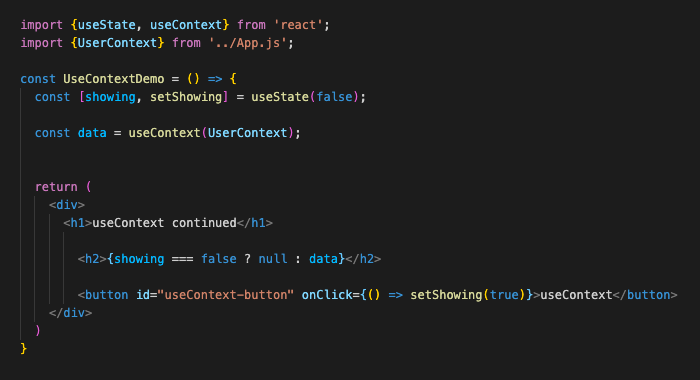 import {useState, useContext} from 'react';
import {UserContext} from '../App.js';
const UseContextDemo = () => {
const [showing, setShowing] = useState(false);
const data = useContext(UserContext);
return (
<div>
<h1>useContext continued</h1>
<h2>{showing === false ? null : data}</h2>
<button id="useContext-button" onClick={() => setShowing(true)}>useContext</button>
</div>
)
}